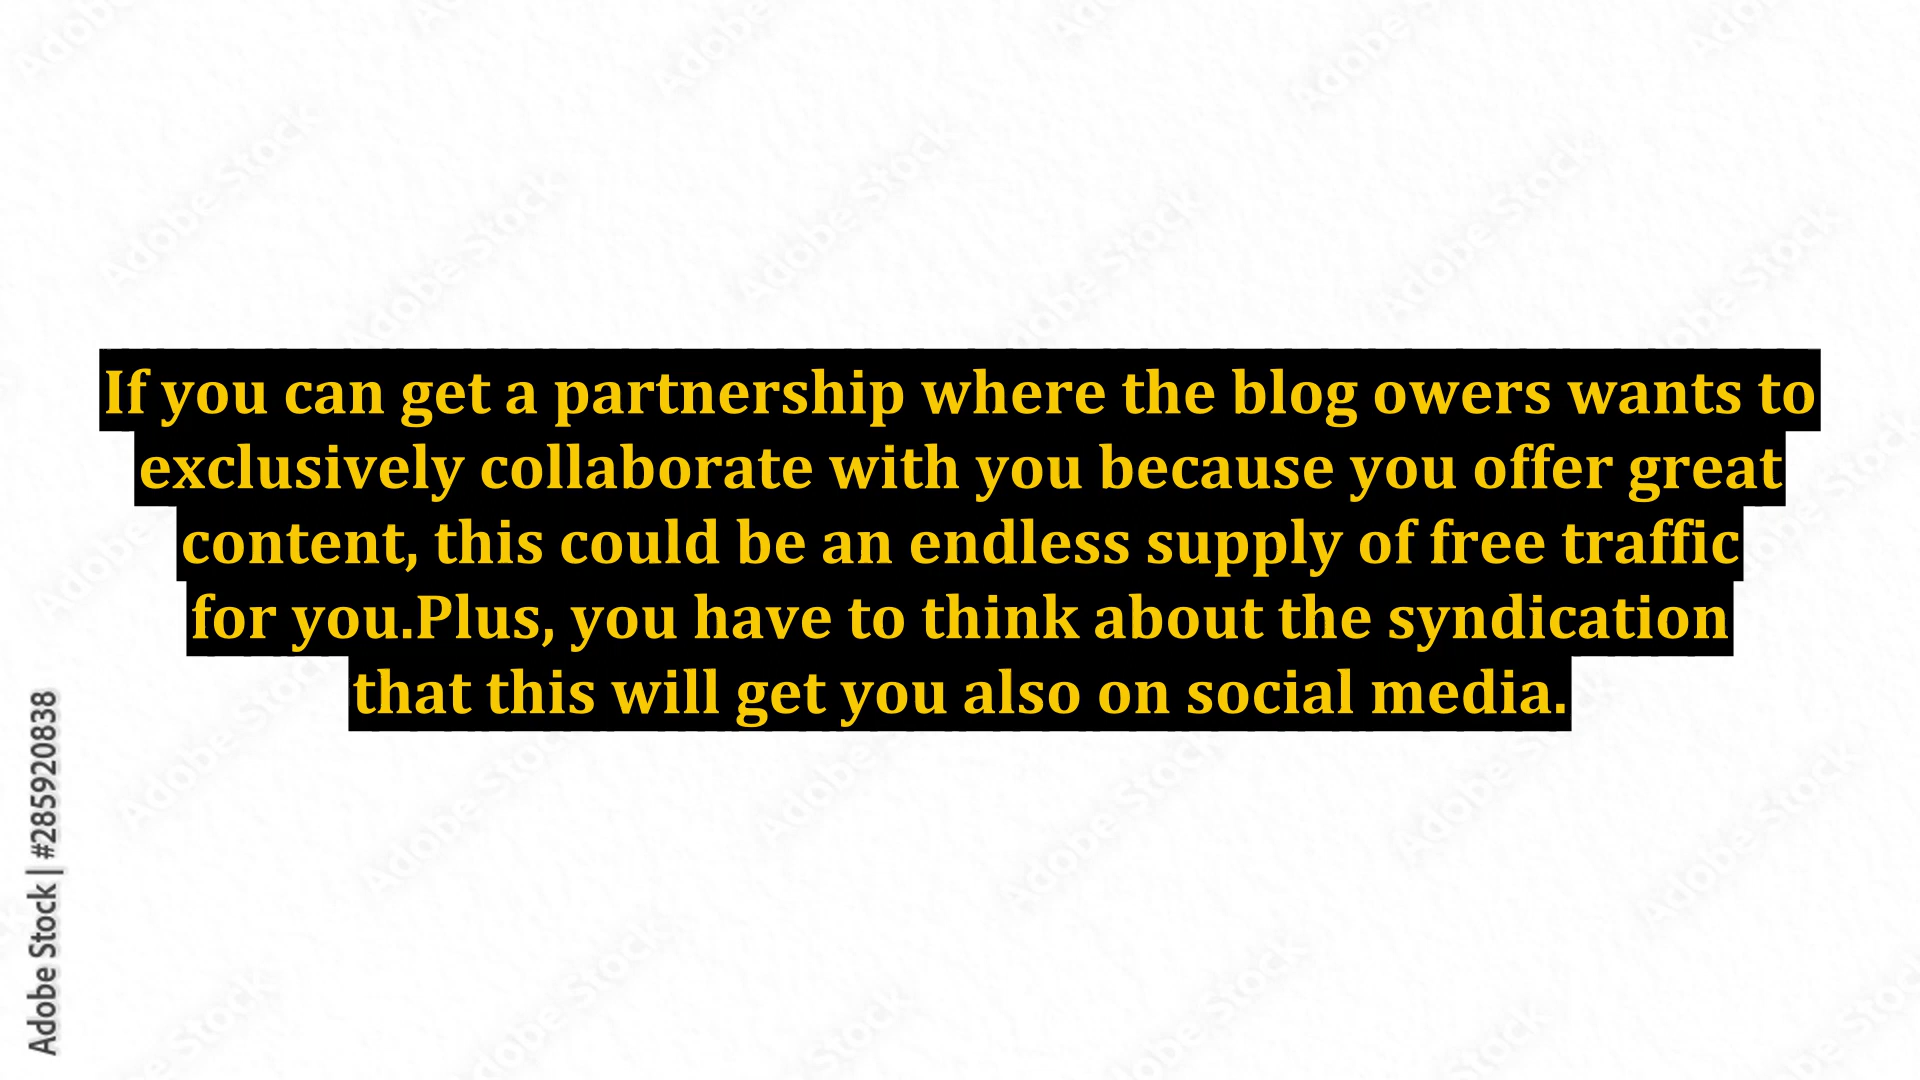 If you can get a partnership where the blog owers wants to
exclusively collaborate with you because you offer great
content, this could be an endless supply of free traffic
for you.Plus, you have to think about the syndication
that this will get you also on social media.
Adobe Stock | #285920838
Adobe Stock